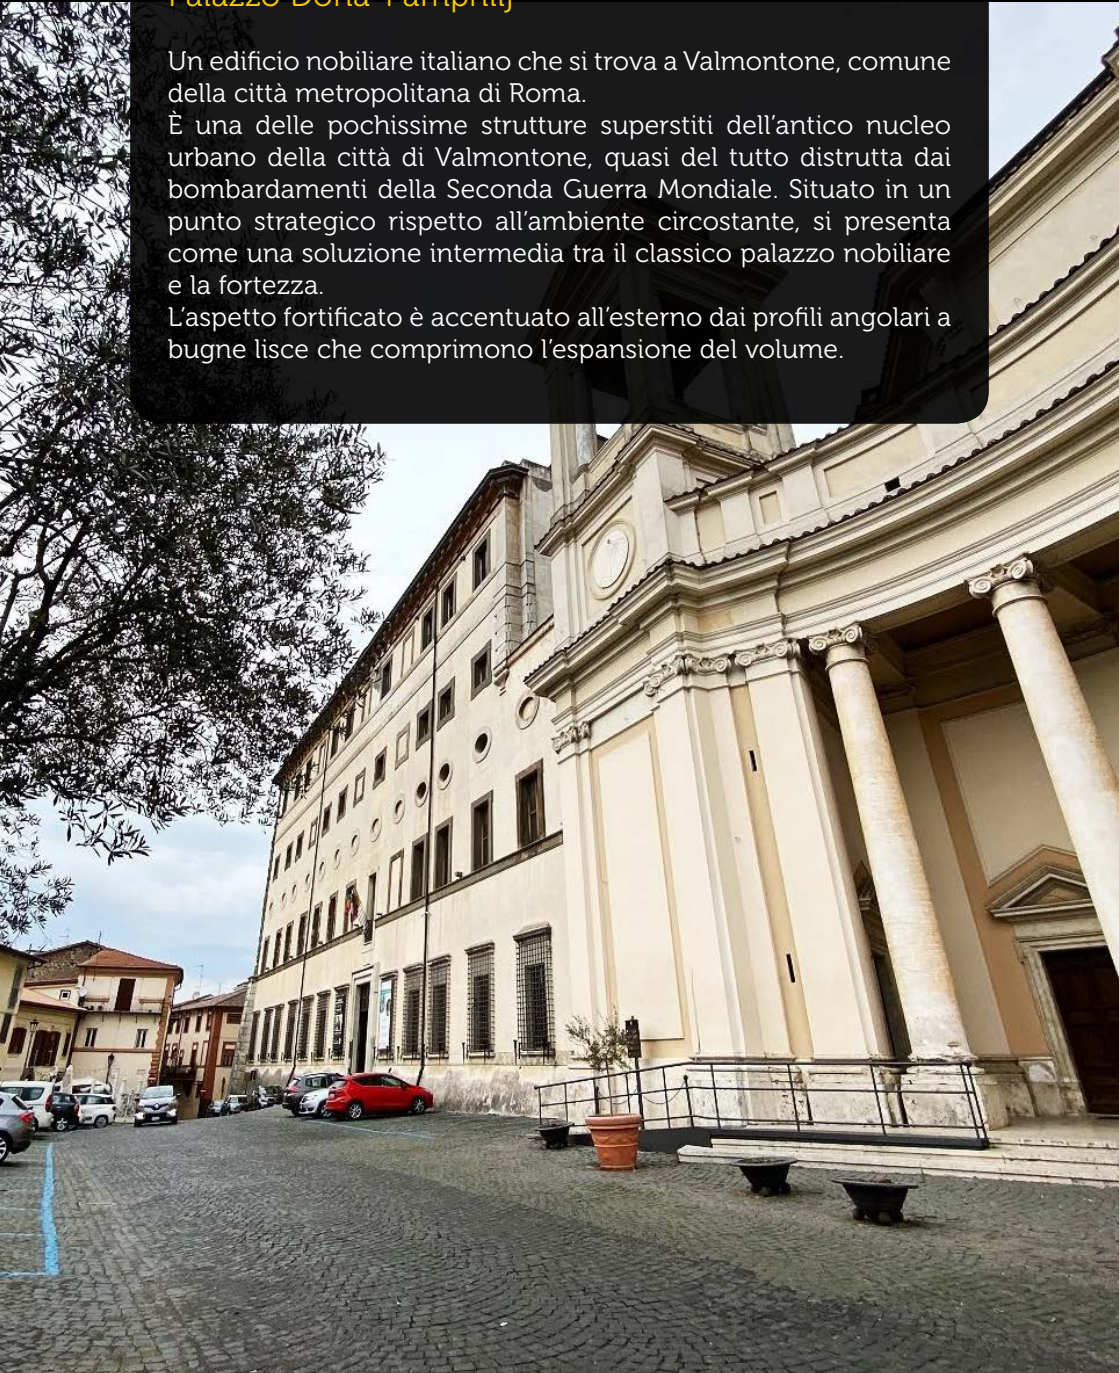 Palazzo Doria-Pamphilj
Un edificio nobiliare italiano che si trova a Valmontone, comune
della città metropolitana di Roma.
È una delle pochissime strutture superstiti dell'antico nucleo
urbano della città di Valmontone, quasi del tutto distrutta dai
bombardamenti della Seconda Guerra Mondiale. Situato in un
punto strategico rispetto all'ambiente circostante, si presenta
come una soluzione intermedia tra il classico palazzo nobiliare
e la fortezza.
L'aspetto fortificato è accentuato all'esterno dai profili angolari a
bugne lisce che comprimono l'espansione del volume.